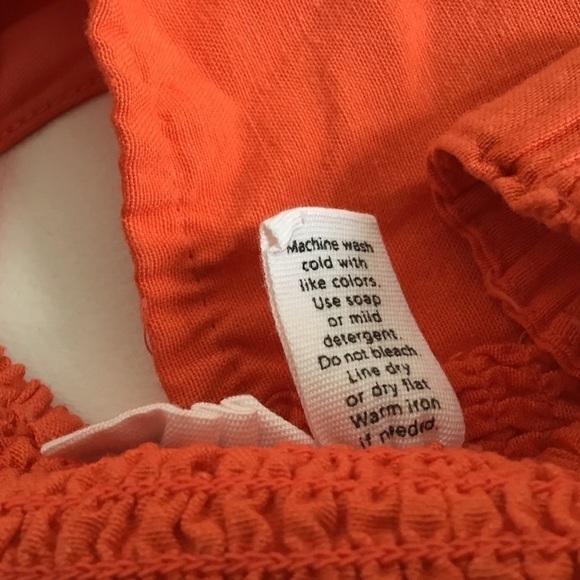 Machine wash
cold with
like colors.
Use soap
or mild
detergent.
Do not bleach.
Line dry
or dry flat
Warm iron
if needed.